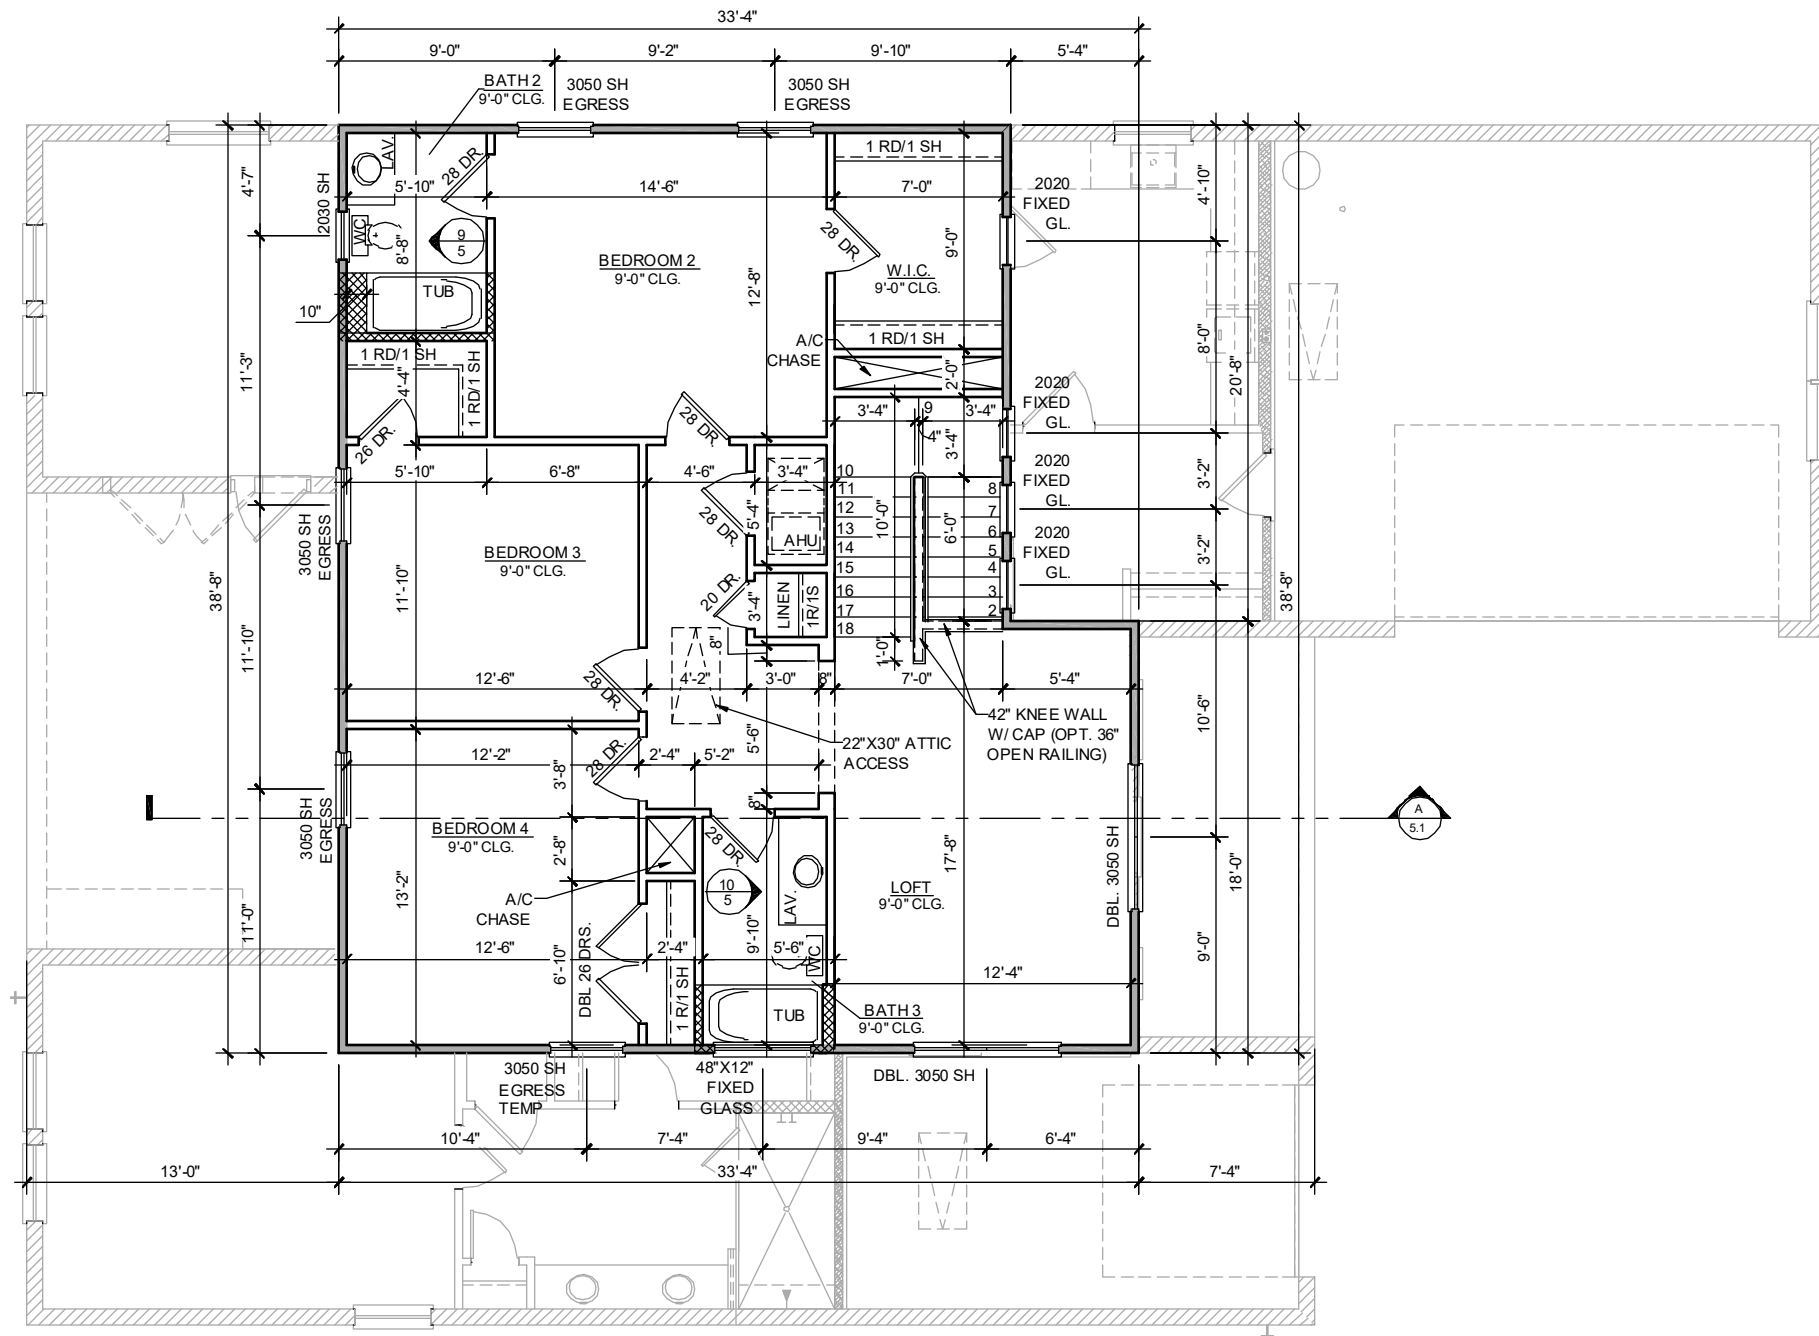 33'-4"
9'-0"
9'-2"
9'-10"
5'-4"
BATH 2
9'-0" CLG.
3050 SH
EGRESS
3050 SH
EGRESS
LAV.
28 DR.
1 RD/1 SH
4'-7"
2030 SH
5'-10"
14'-6"
7'-0"
2020
FIXED
GL.
4'-10"
WC
8'-8"
9
5
28 DR.
9'-0"
BEDROOM 2
9'-0" CLG.
12'-8"
W.I.C.
9'-0" CLG.
TUB
10"
1 RD/1 SH
A/C
CHASE
8'-0"
20'-8"
11'-3"
1 RD/1 SH
4'-4"
1 RD/1 SH
2'-0"
2020
FIXED
GL.
26 DR.
28 DR.
3'-4"
9
3'-4"
4"
3'-4"
5'-10"
6'-8"
4'-6"
3'-4"
10
11
12
13
14
15
16
17
18
8
7
6
5
4
3
2
2020
FIXED
GL.
3'-2"
3050 SH
EGRESS
28 DR.
5'-4"
AHU
10'-0"
6'-0"
2020
FIXED
GL.
3'-2"
BEDROOM 3
9'-0" CLG.
38'-8"
11'-10"
20 DR.
3'-4"
LINEN
1R/1S
38'-8"
11'-10"
8"
1'-0"
12'-6"
28 DR.
4'-2"
3'-0"
8"
7'-0"
5'-4"
10'-6"
42" KNEE WALL
W/ CAP (OPT. 36"
OPEN RAILING)
22"X30" ATTIC
ACCESS
5'-6"
12'-2"
28 DR.
2'-4"
5'-2"
3'-8"
3050 SH
EGRESS
8"
A
5.1
BEDROOM 4
9'-0" CLG.
2'-8"
28 DR.
17'-8"
DBL. 3050 SH
18'-0"
13'-2"
A/C
CHASE
10
5
LAV.
LOFT
9'-0" CLG.
11'-0"
12'-6"
6'-10"
DBL 26 DRS.
2'-4"
9'-10"
5'-6"
WC
9'-0"
12'-4"
1 R/1 SH
TUB
BATH 3
9'-0" CLG.
3050 SH
EGRESS
TEMP
48"X12"
FIXED
GLASS
DBL. 3050 SH
10'-4"
7'-4"
9'-4"
6'-4"
13'-0"
33'-4"
7'-4"